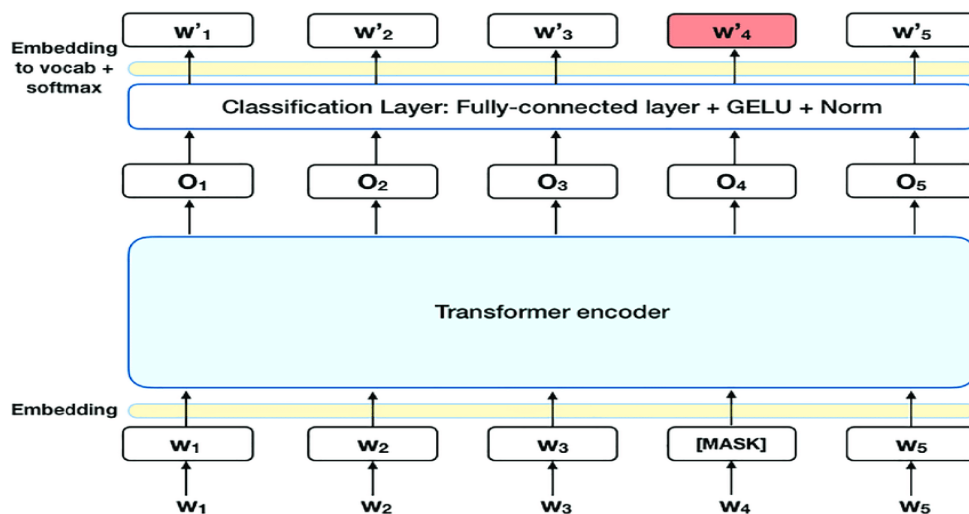 w'₁ w'₂ w'₃ w'₄ w'₅
Embedding
to vocab +
softmax
Classification Layer: Fully-connected layer + GELU + Norm
O₁ O₂ O₃ O₄ O₅
Transformer encoder
Embedding
W₁ W₂ W₃ [MASK] W₅
W₁ W₂ W₃ W₄ W₅